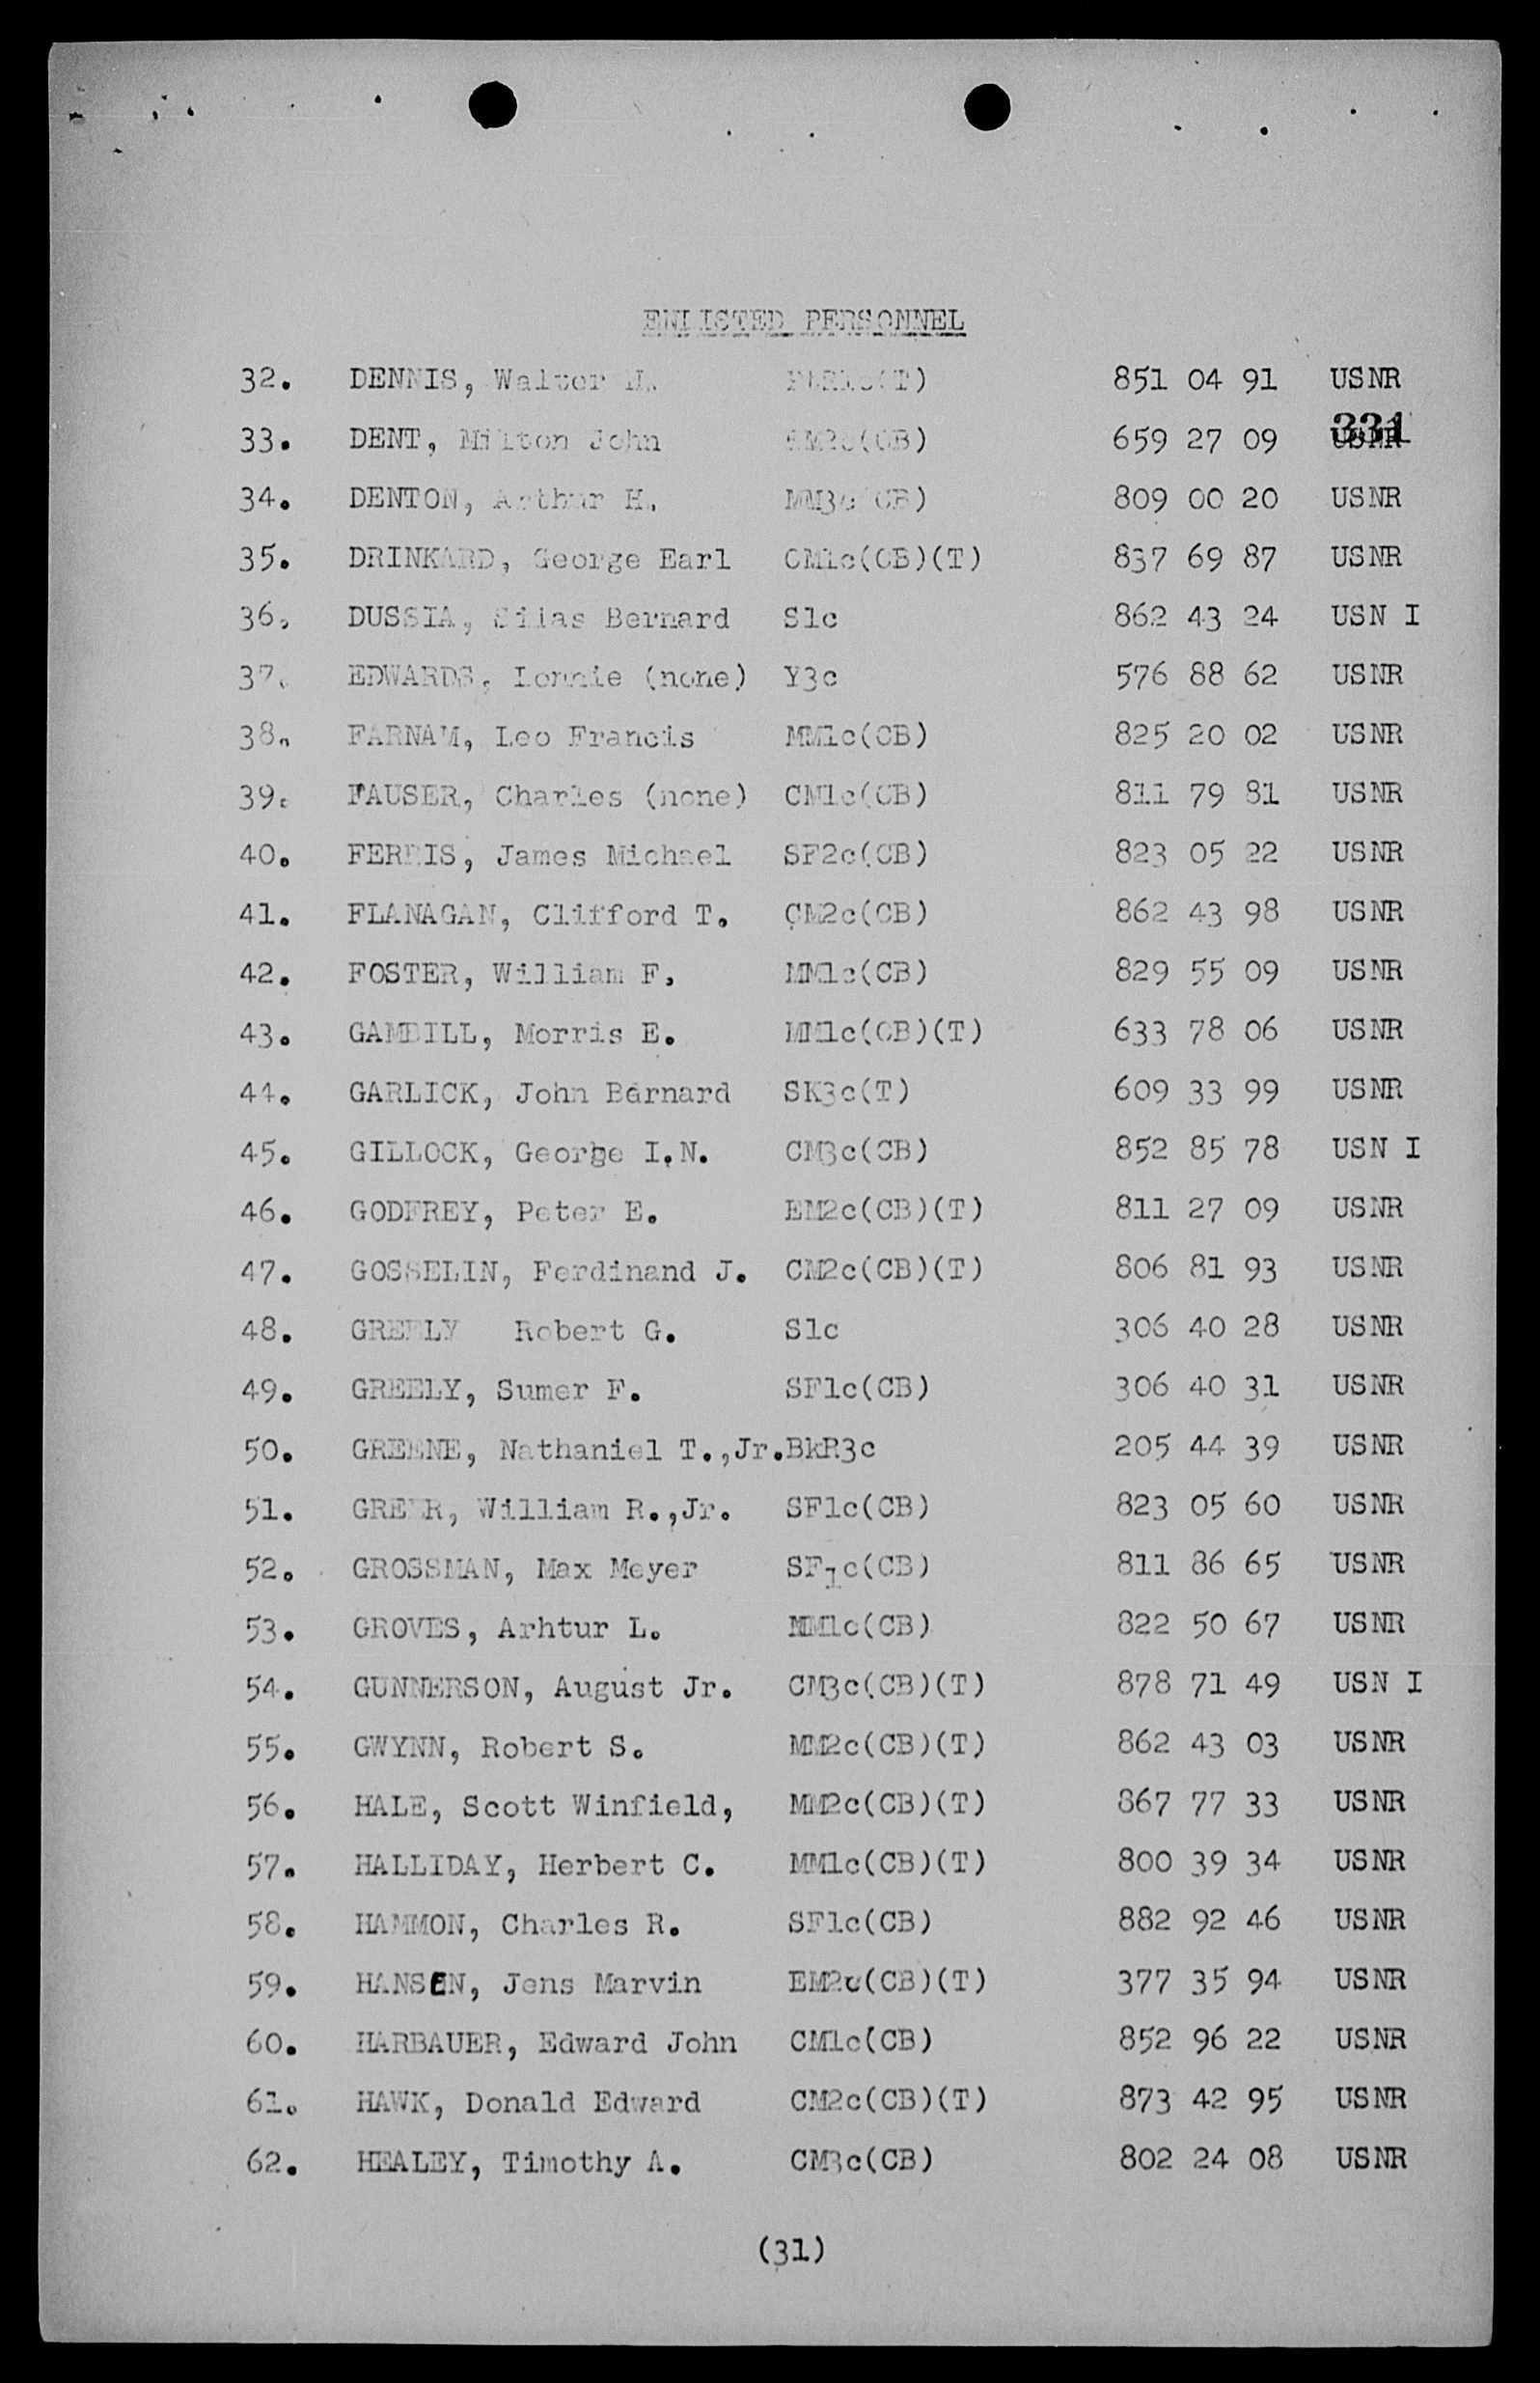 ENLISTED PERSONNEL
32. DENNIS, Walter 851 04 91 USNR
331
33. DENT, Milton John 659 27 09 USNR
34. DENTON, Arthur H. MM3c(CB) 809 00 20 USNR
35. DRINKARD, George Earl CM1c(CB)(T) 837 69 87 USNR
36. DUSSIA, Silas Bernard S1c 862 43 24 USN I
37. EDWARDS, Lonnie (none) Y3c 576 88 62 USNR
38. FARNAM, Leo Francis MM1c(CB) 825 20 02 USNR
39. FAUSER, Charles (none) CM1c(CB) 811 79 81 USNR
40. FERRIS, James Michael SF2c(CB) 823 05 22 USNR
41. FLANAGAN, Clifford T. CM2c(CB) 862 43 98 USNR
42. FOSTER, William F. MM1c(CB) 829 55 09 USNR
43. GAMBILL, Morris E. MM1c(CB)(T) 633 78 06 USNR
44. GARLICK, John Bernard SK3c(T) 609 33 99 USNR
45. GILLOCK, George I.N. CM3c(CB) 852 85 78 USN I
46. GODFREY, Peter E. EM2c(CB)(T) 811 27 09 USNR
47. GOSSELIN, Ferdinand J. CM2c(CB)(T) 806 81 93 USNR
48. GREELY Robert G. S1c 306 40 28 USNR
49. GREELY, Sumer F. SF1c(CB) 306 40 31 USNR
50. GREENE, Nathaniel T.,Jr. BkR3c 205 44 39 USNR
51. GREER, William R.,Jr. SF1c(CB) 823 05 60 USNR
52. GROSSMAN, Max Meyer SF1c(CB) 811 86 65 USNR
53. GROVES, Arhtur L. MM1c(CB) 822 50 67 USNR
54. GUNNERSON, August Jr. CM3c(CB)(T) 878 71 49 USN I
55. GWYNN, Robert S. MM2c(CB)(T) 862 43 03 USNR
56. HALE, Scott Winfield, MM2c(CB)(T) 867 77 33 USNR
57. HALLIDAY, Herbert C. MM1c(CB)(T) 800 39 34 USNR
58. HAMMON, Charles R. SF1c(CB) 882 92 46 USNR
59. HANSEN, Jens Marvin EM2c(CB)(T) 377 35 94 USNR
60. HARBAUER, Edward John CM1c(CB) 852 96 22 USNR
61. HAWK, Donald Edward CM2c(CB)(T) 873 42 95 USNR
62. HEALEY, Timothy A. CM3c(CB) 802 24 08 USNR
(31)